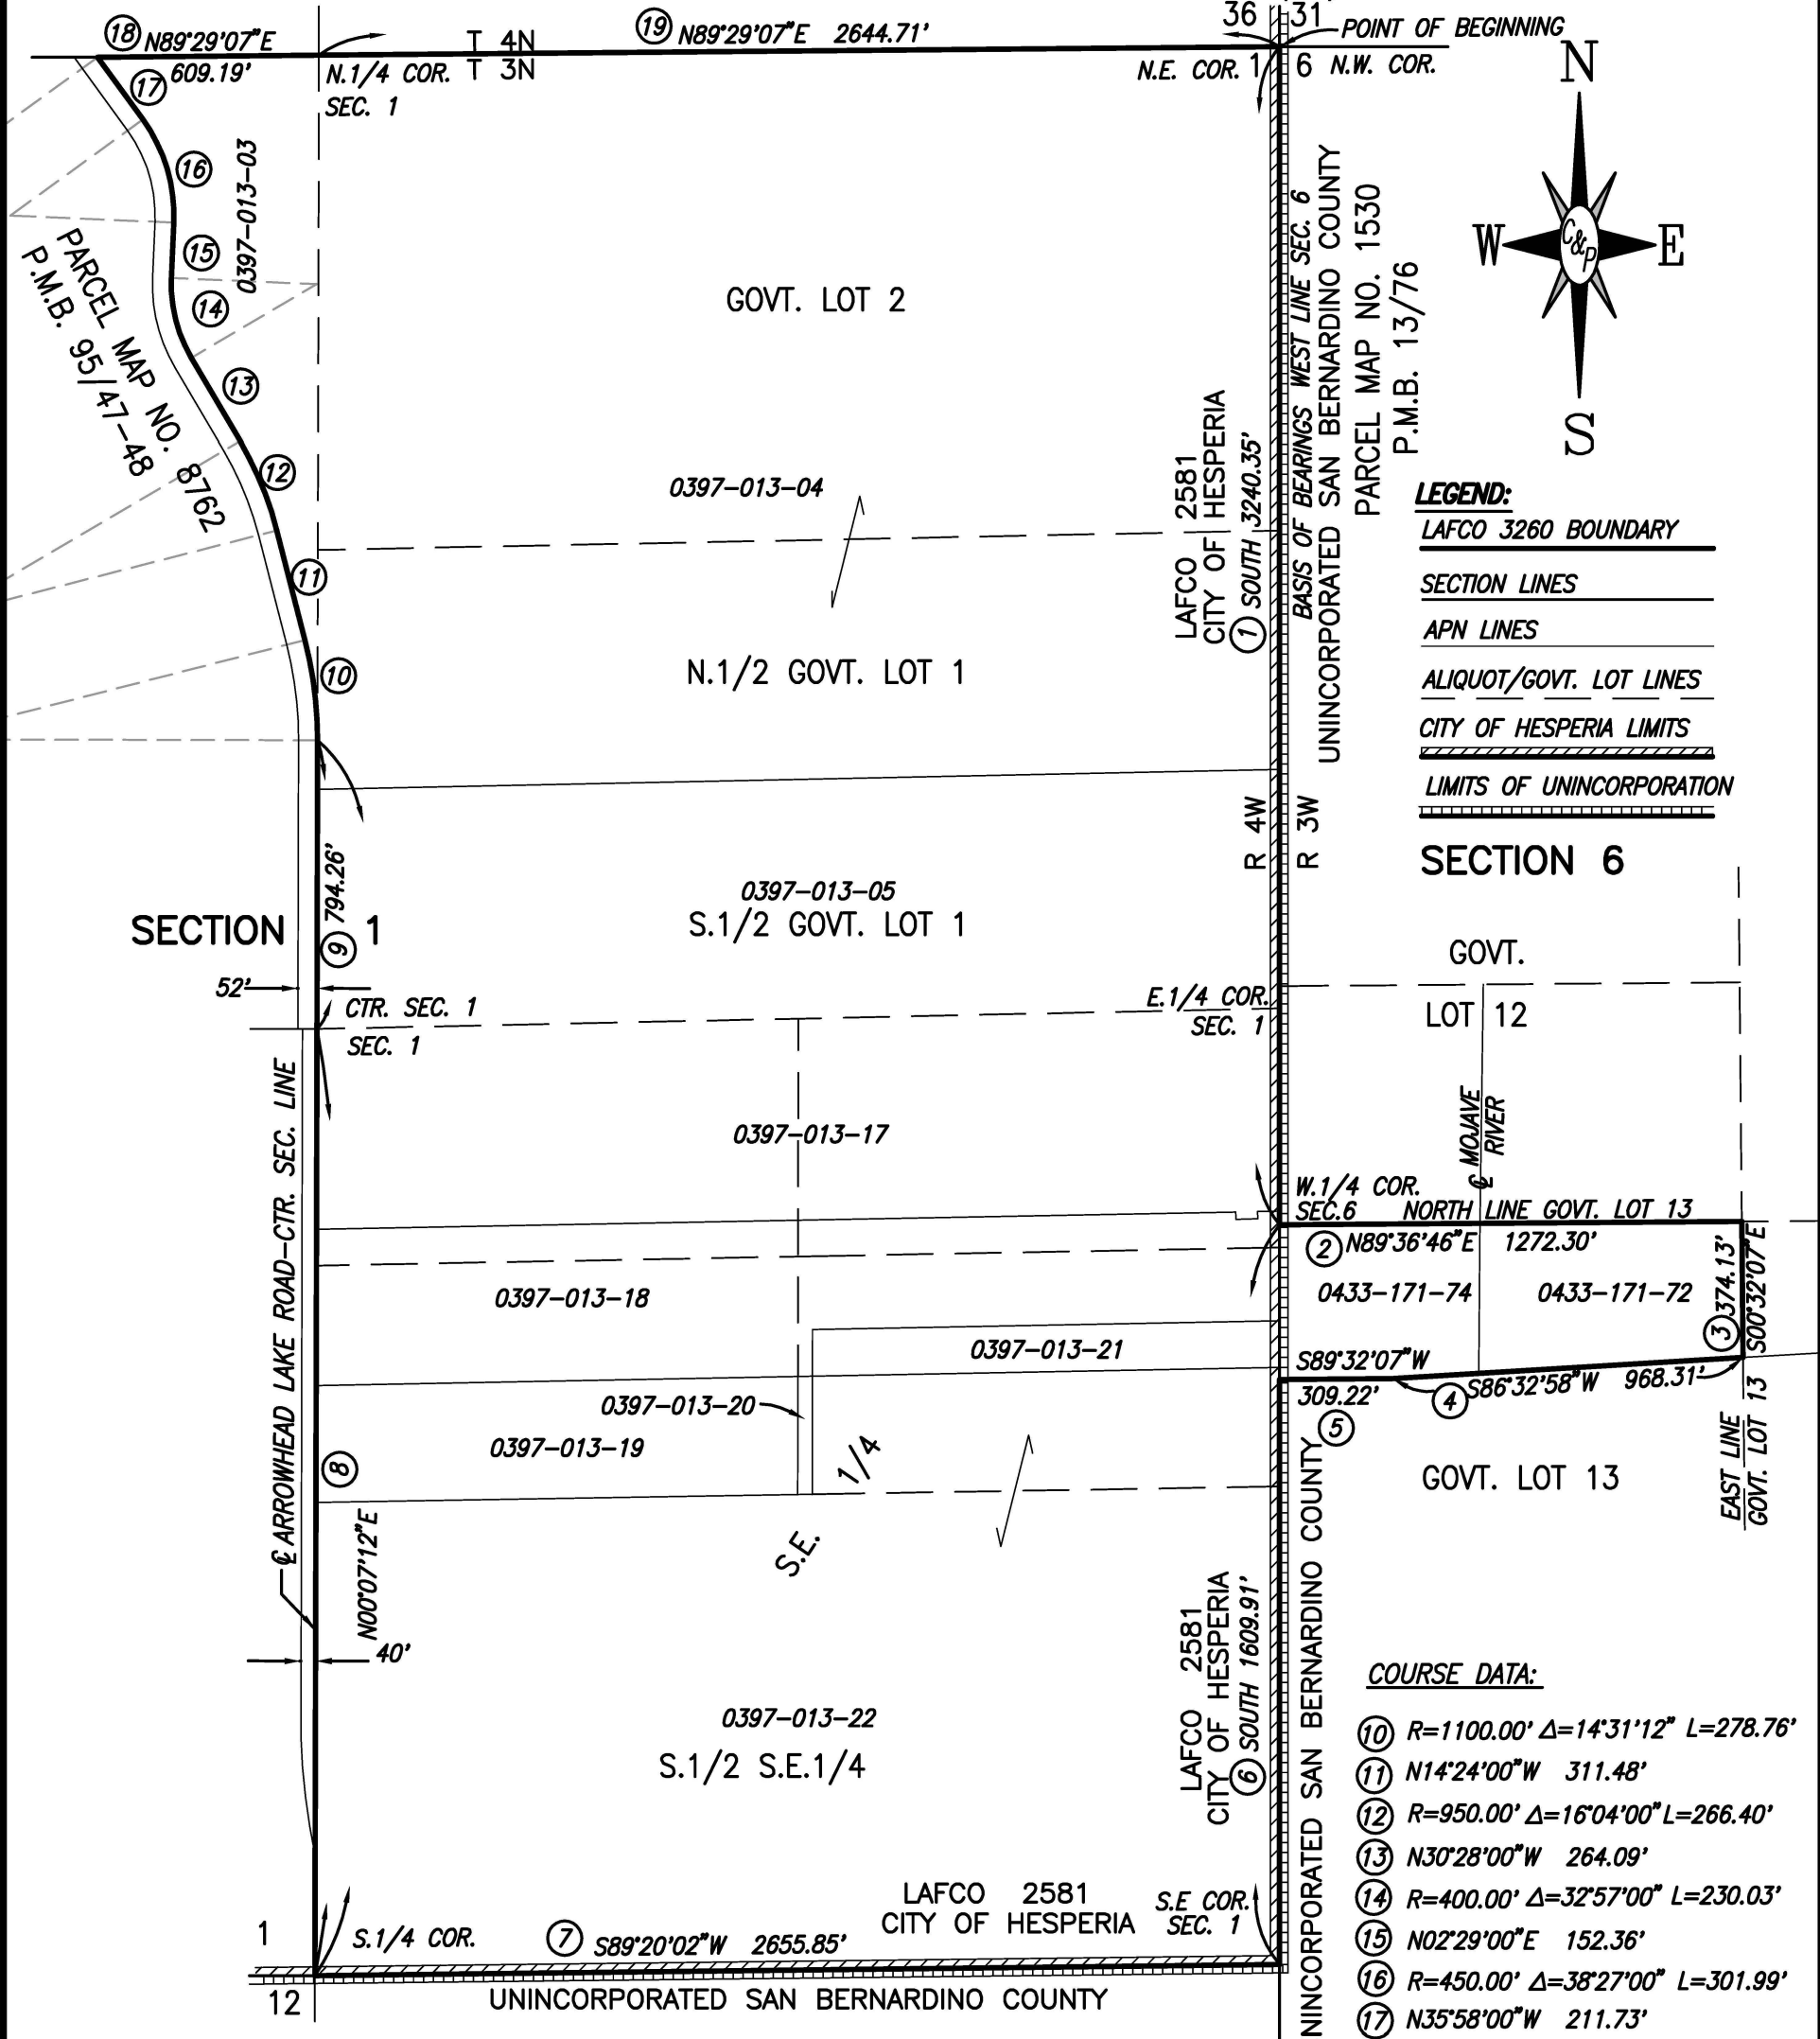 18 N89°29'07"E
609.19'
19 N89°29'07"E 2644.71'
T 4N
T 3N
36 31
POINT OF BEGINNING
N.1/4 COR.
SEC. 1
N.E. COR. 1
6 N.W. COR.
N
W
E
S
C&P
17
16
15
14
13
12
11
10
0397-013-03
PARCEL MAP NO. 8762
P.M.B. 95/47-48
GOVT. LOT 2
0397-013-04
N.1/2 GOVT. LOT 1
LAFCO 2581
CITY OF HESPERIA
1 SOUTH 3240.35'
BASIS OF BEARINGS WEST LINE SEC. 6
UNINCORPORATED SAN BERNARDINO COUNTY
PARCEL MAP NO. 1530
P.M.B. 13/76
LEGEND:
LAFCO 3260 BOUNDARY
SECTION LINES
APN LINES
ALIQUOT/GOVT. LOT LINES
CITY OF HESPERIA LIMITS
LIMITS OF UNINCORPORATION
R 4W
R 3W
SECTION 6
9 794.26'
0397-013-05
S.1/2 GOVT. LOT 1
SECTION 1
52'
CTR. SEC. 1
SEC. 1
E.1/4 COR.
SEC. 1
GOVT.
LOT 12
℄ MOJAVE
RIVER
℄ ARROWHEAD LAKE ROAD-CTR. SEC. LINE
0397-013-17
W.1/4 COR.
SEC.6
NORTH LINE GOVT. LOT 13
2 N89°36'46"E 1272.30'
0433-171-74
0433-171-72
3 374.13'
S00°32'07"E
0397-013-18
0397-013-21
S89°32'07"W
309.22'
5
4 S86°32'58"W 968.31'
0397-013-20
0397-013-19
8
N00°07'12"E
S.E. 1/4
GOVT. LOT 13
EAST LINE
GOVT. LOT 13
40'
0397-013-22
S.1/2 S.E.1/4
LAFCO 2581
CITY OF HESPERIA
6 SOUTH 1609.91'
NINCORPORATED SAN BERNARDINO COUNTY
COURSE DATA:
10 R=1100.00' Δ=14°31'12" L=278.76'
11 N14°24'00"W 311.48'
12 R=950.00' Δ=16°04'00" L=266.40'
13 N30°28'00"W 264.09'
14 R=400.00' Δ=32°57'00" L=230.03'
15 N02°29'00"E 152.36'
16 R=450.00' Δ=38°27'00" L=301.99'
17 N35°58'00"W 211.73'
LAFCO 2581
CITY OF HESPERIA
S.E COR.
SEC. 1
1
S.1/4 COR.
7 S89°20'02"W 2655.85'
12
UNINCORPORATED SAN BERNARDINO COUNTY